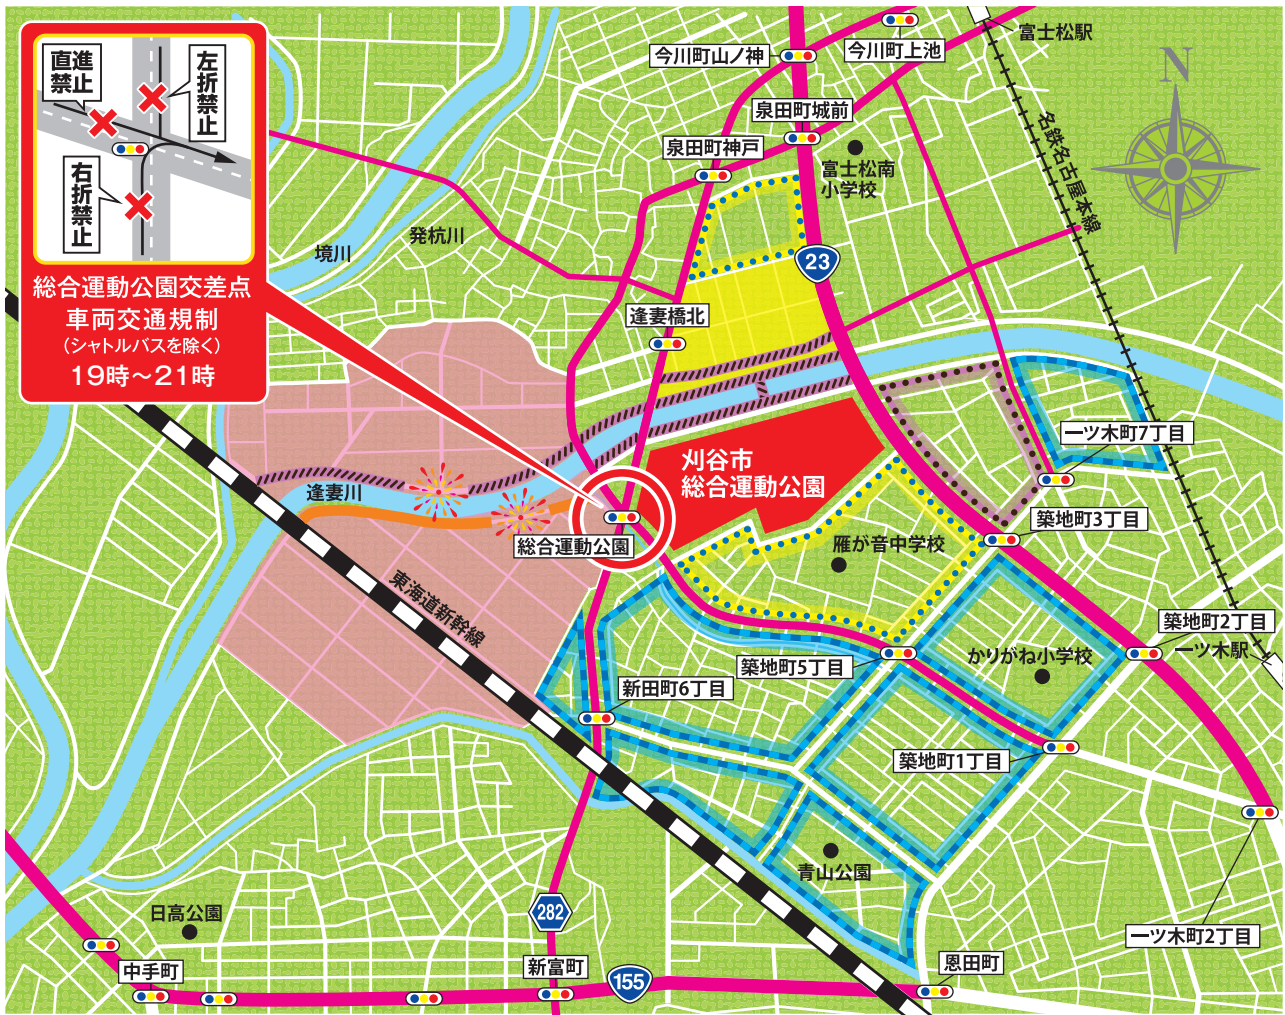 直進
禁止
左折禁止
右折禁止
総合運動公園交差点
車両交通規制
(シャトルバスを除く)
19時～21時
今川町山ノ神
今川町上池
富士松駅
N
泉田町城前
泉田町神戸
富士松南
小学校
名鉄名古屋本線
発杭川
境川
23
逢妻橋北
一ツ木町7丁目
刈谷市
総合運動公園
逢妻川
築地町3丁目
総合運動公園
雁が音中学校
東海道新幹線
築地町2丁目
一ツ木駅
かりがね小学校
築地町5丁目
新田町6丁目
築地町1丁目
青山公園
日高公園
282
一ツ木町2丁目
中手町
新富町
155
恩田町